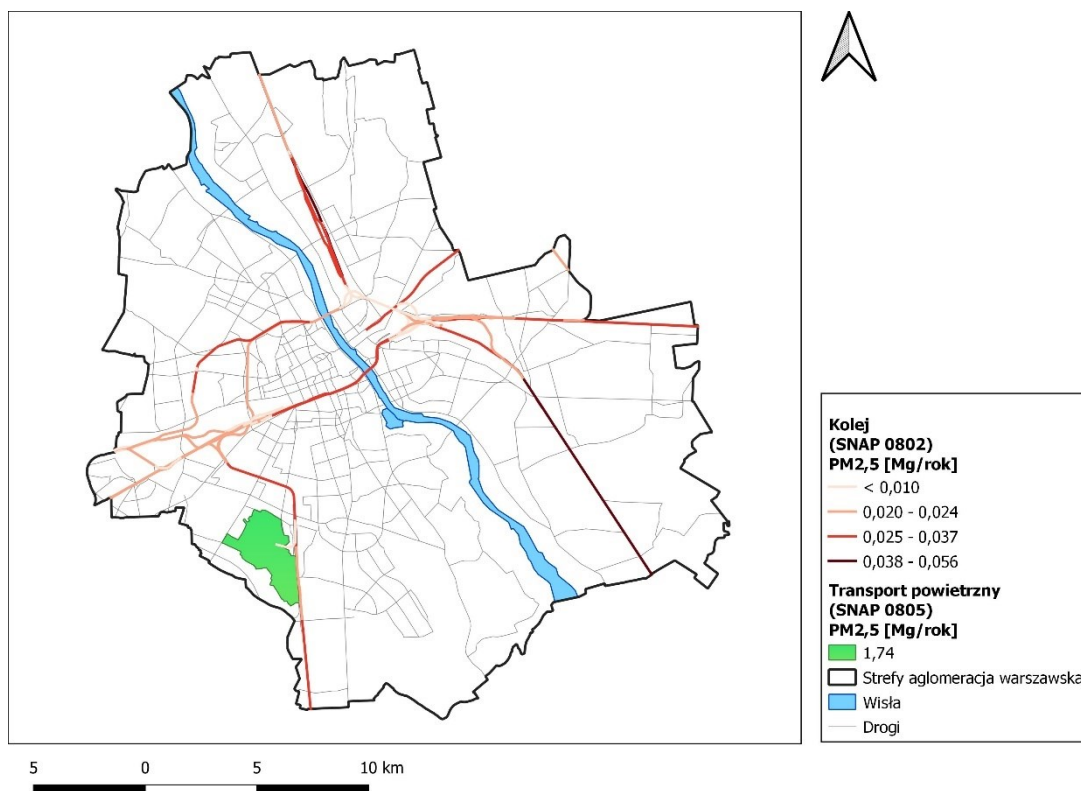 Kolej
(SNAP 0802)
PM2,5 [Mg/rok]
< 0,010
0,020 - 0,024
0,025 - 0,037
0,038 - 0,056
Transport powietrzny
(SNAP 0805)
PM2,5 [Mg/rok]
1,74
Strefy aglomeracja warszawska
Wisła
Drogi
5 0 5 10 km